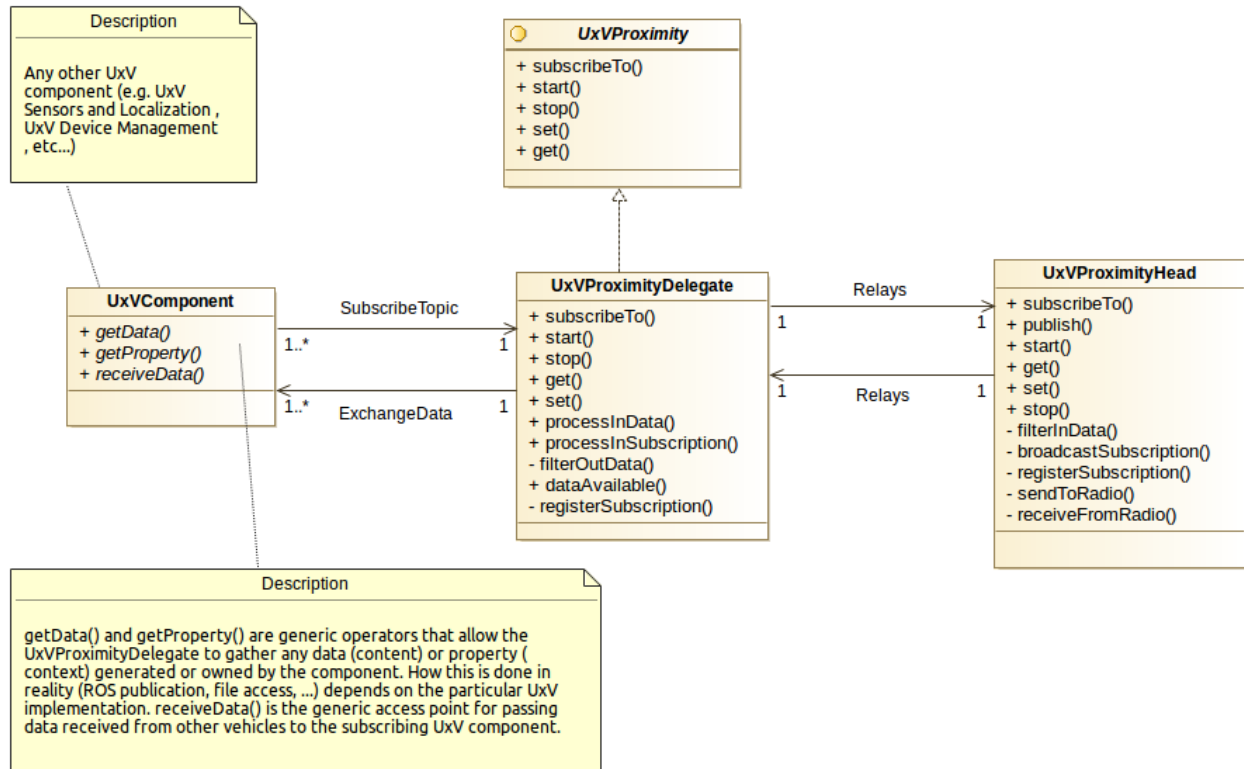 Description
Any other UxV
component (e.g. UxV
Sensors and Localization ,
UxV Device Management
, etc...)
UxVProximity
+ subscribeTo()
+ start()
+ stop()
+ set()
+ get()
UxVComponent
+ getData()
+ getProperty()
+ receiveData()
SubscribeTopic
1..*
1
1..*
1
ExchangeData
UxVProximityDelegate
+ subscribeTo()
+ start()
+ stop()
+ get()
+ set()
+ processInData()
+ processInSubscription()
- filterOutData()
+ dataAvailable()
- registerSubscription()
Relays
1
1
1
1
Relays
UxVProximityHead
+ subscribeTo()
+ publish()
+ start()
+ get()
+ set()
+ stop()
- filterInData()
- broadcastSubscription()
- registerSubscription()
- sendToRadio()
- receiveFromRadio()
Description
getData() and getProperty() are generic operators that allow the
UxVProximityDelegate to gather any data (content) or property (
context) generated or owned by the component. How this is done in
reality (ROS publication, file access, ...) depends on the particular UxV
implementation. receiveData() is the generic access point for passing
data received from other vehicles to the subscribing UxV component.